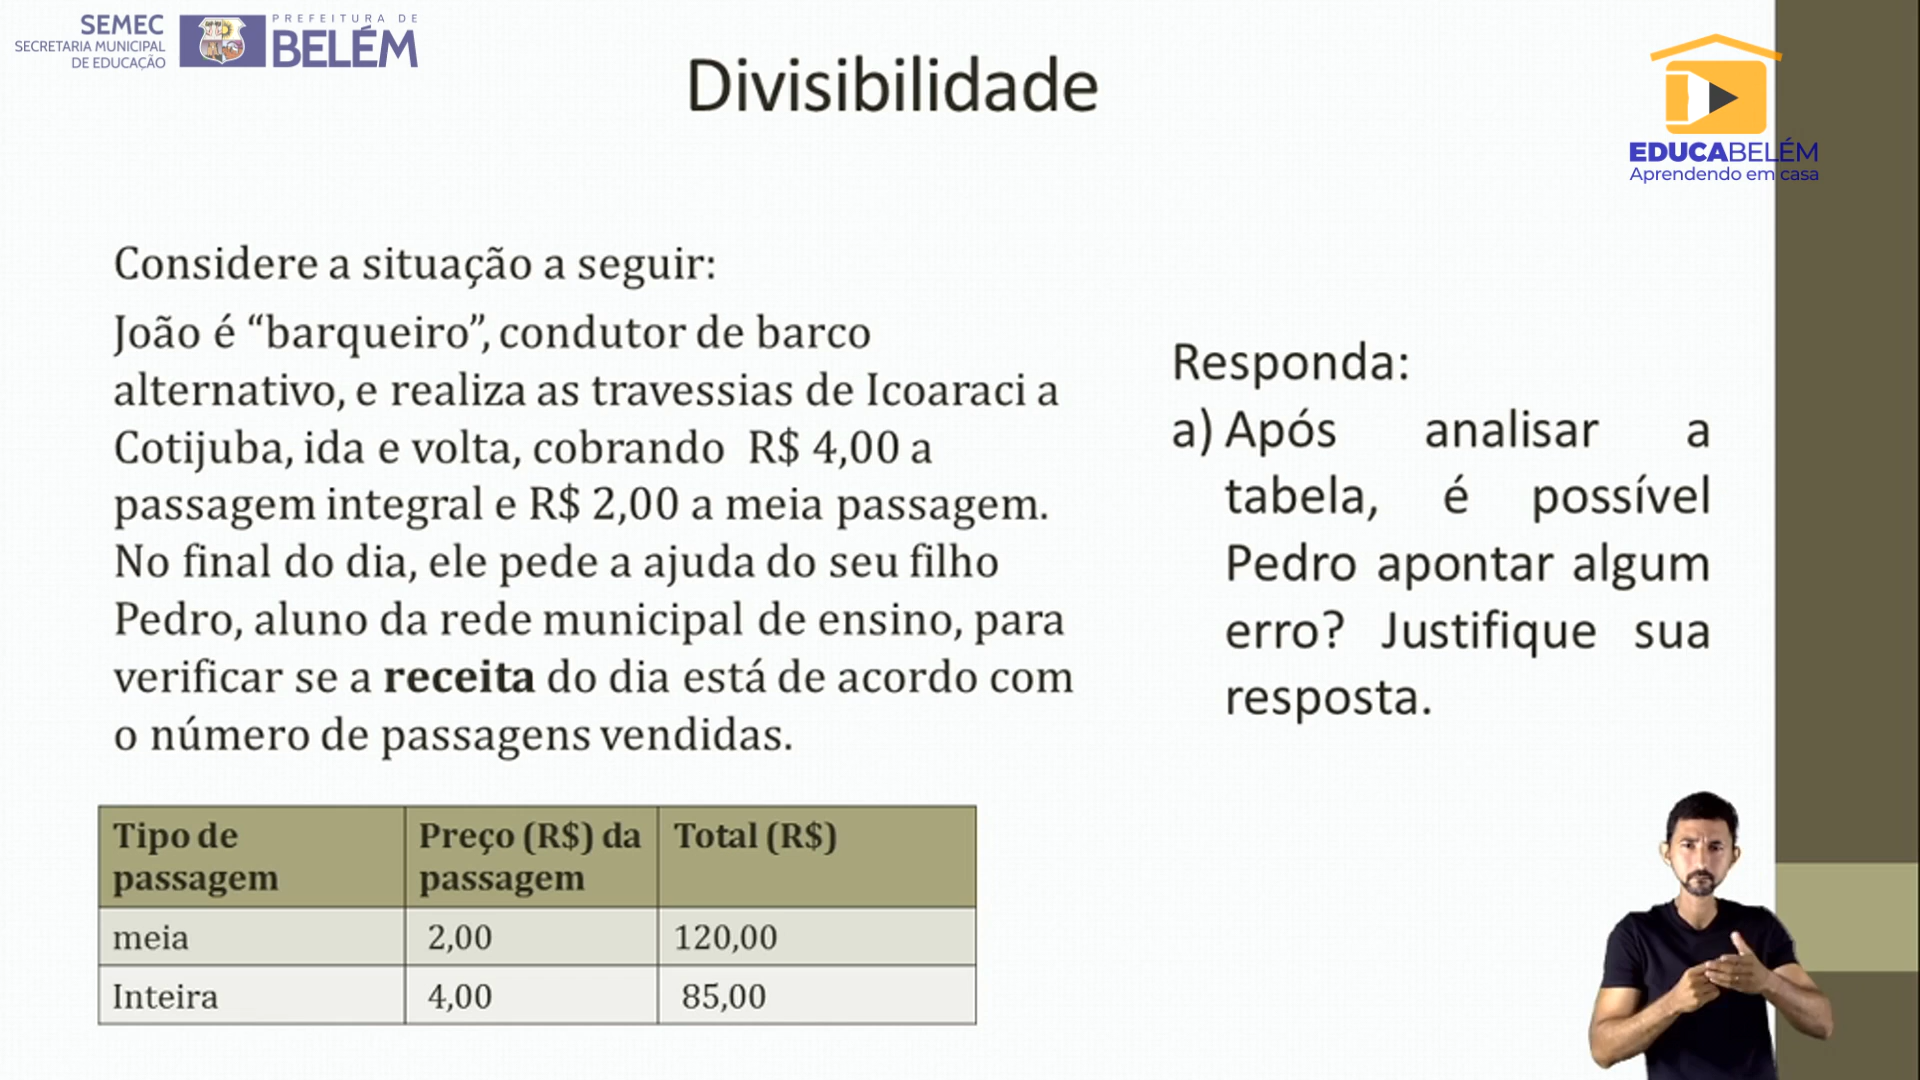 SEMEC
SECRETARIA MUNICIPAL
DE EDUCAÇÃO
PREFEITURA DE
BELÉM
Divisibilidade
EDUCABELÉM
Aprendendo em casa
Considere a situação a seguir:
João é “barqueiro”, condutor de barco
alternativo, e realiza as travessias de Icoaraci a
Cotijuba, ida e volta, cobrando R$ 4,00 a
passagem integral e R$ 2,00 a meia passagem.
No final do dia, ele pede a ajuda do seu filho
Pedro, aluno da rede municipal de ensino, para
verificar se a receita do dia está de acordo com
o número de passagens vendidas.
Responda:
a) Após analisar a
tabela, é possível
Pedro apontar algum
erro? Justifique sua
resposta.
Tipo de passagem Preço (R$) da passagem Total (R$)
meia 2,00 120,00
Inteira 4,00 85,00